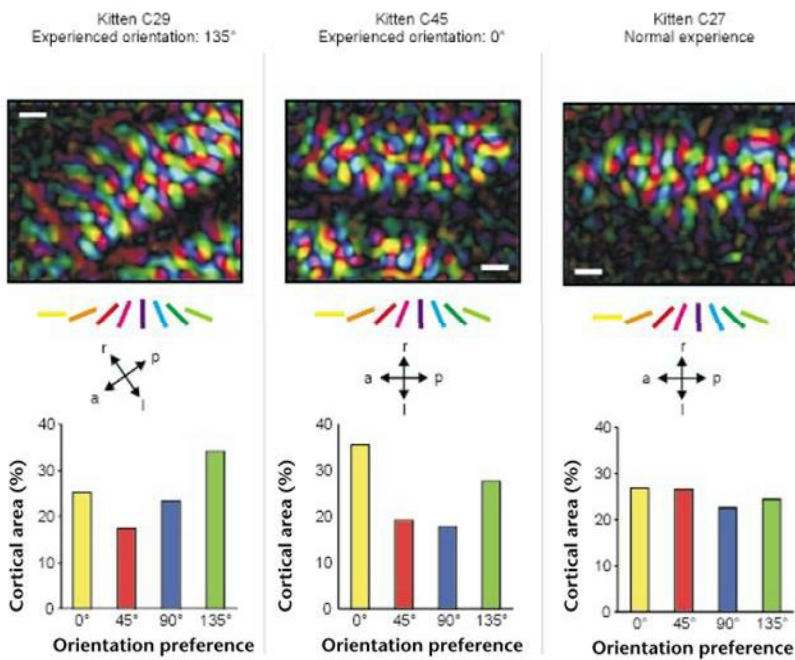 Kitten C29
Experienced orientation: 135°
Kitten C45
Experienced orientation: 0°
Kitten C27
Normal experience
r
p
a
l
r
a
p
l
r
a
p
l
Cortical area (%)
40
30
20
10
0
0°
45°
90°
135°
Orientation preference
Cortical area (%)
40
30
20
10
0
0°
45°
90°
135°
Orientation preference
Cortical area (%)
40
30
20
10
0
0°
45°
90°
135°
Orientation preference